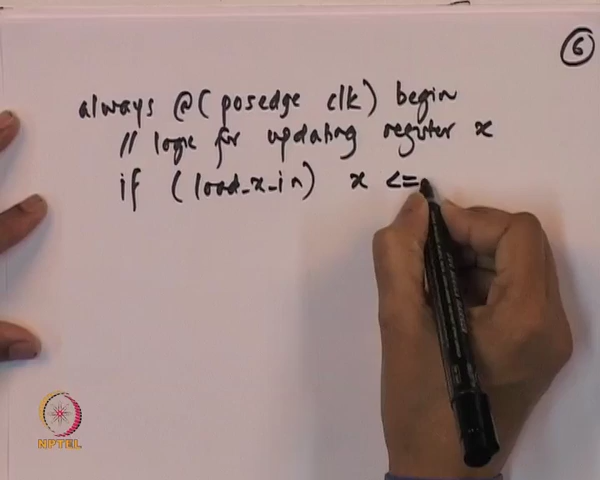 6
always @(posedge clk) begin
// logic for updating register x
if (load_x_in) x <=
NPTEL